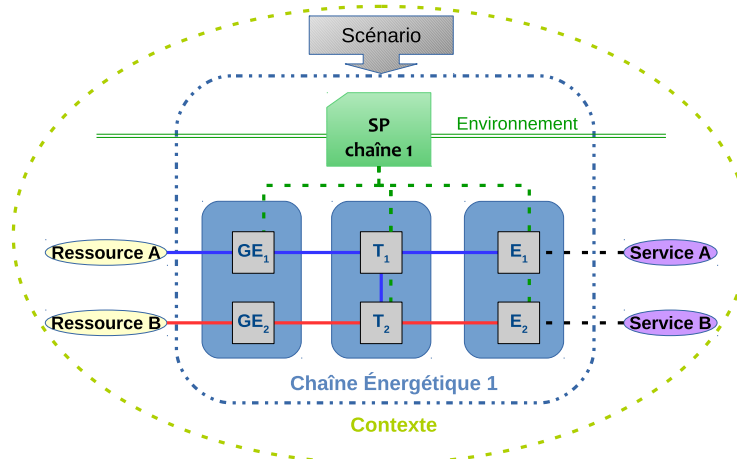 Scénario
SP
chaîne 1
Environnement
Ressource A
GE1
T1
E1
Service A
Ressource B
GE2
T2
E2
Service B
Chaîne Énergétique 1
Contexte